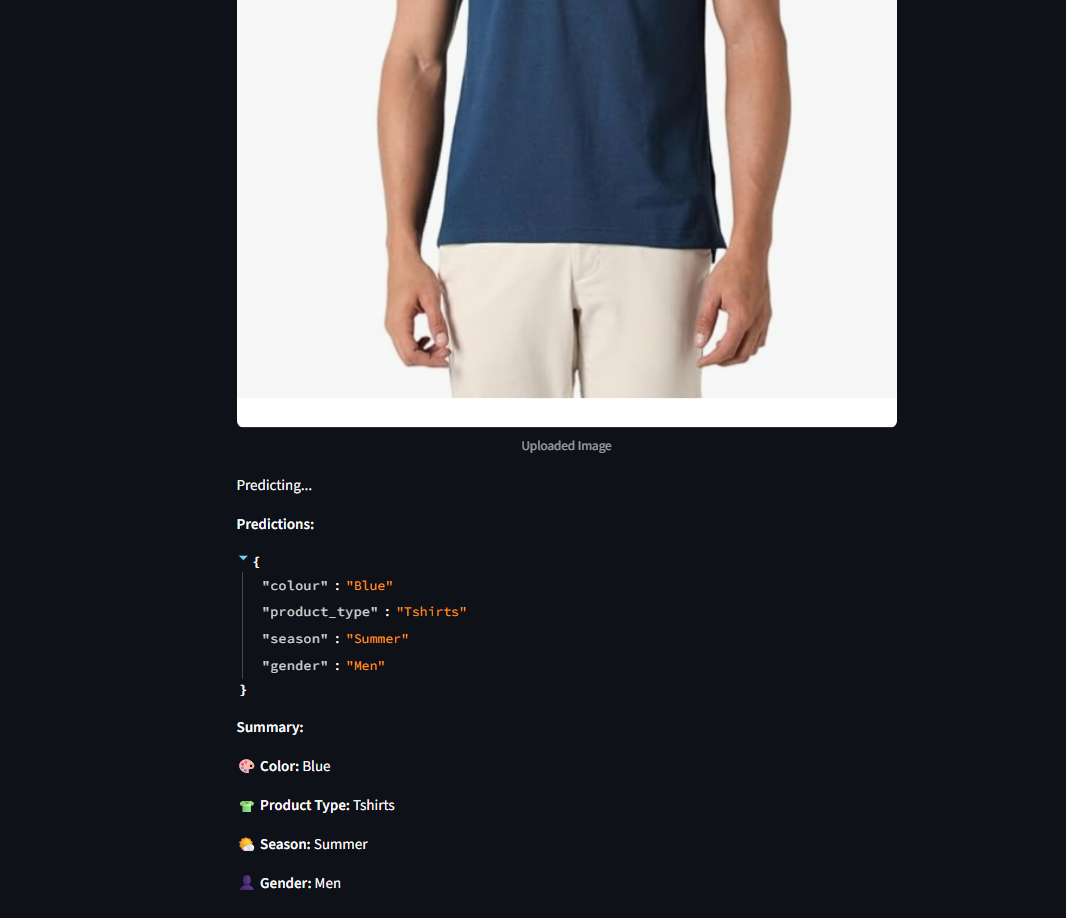 Uploaded Image
Predicting...
Predictions:
{
"colour" : "Blue"
"product_type" : "Tshirts"
"season" : "Summer"
"gender" : "Men"
}
Summary:
🎨 Color: Blue
👕 Product Type: Tshirts
🌤️ Season: Summer
👤 Gender: Men